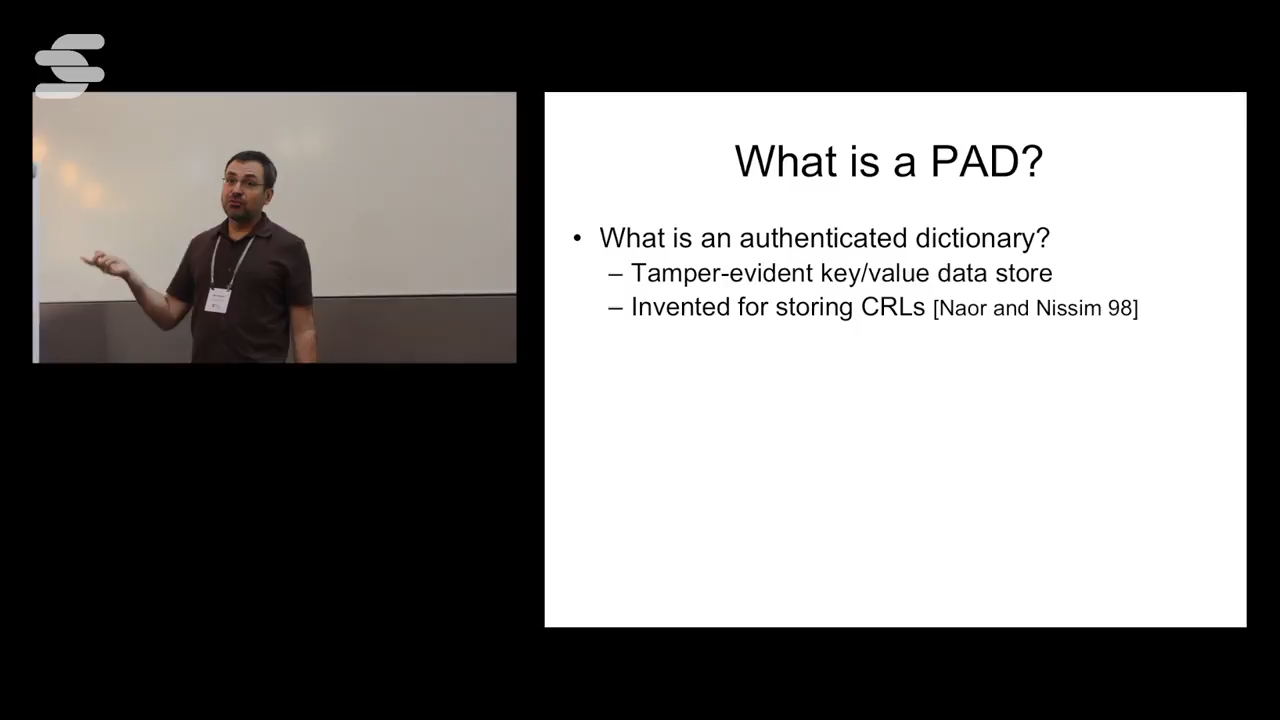 What is a PAD?
• What is an authenticated dictionary?
– Tamper-evident key/value data store
– Invented for storing CRLs [Naor and Nissim 98]